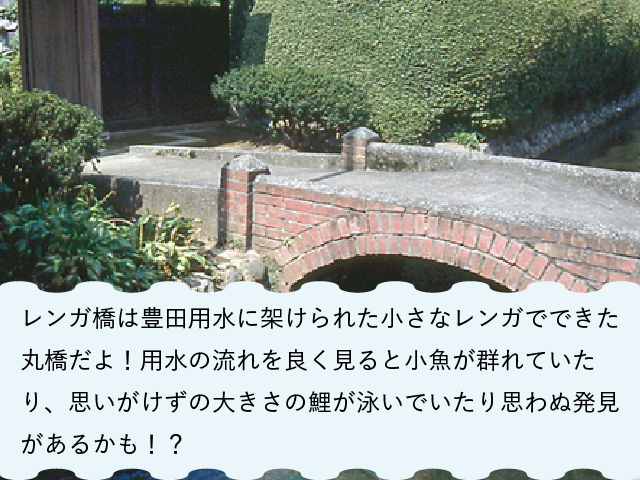 レンガ橋は豊田用水に架けられた小さなレンガでできた
丸橋だよ！用水の流れを良く見ると小魚が群れていた
り、思いがけずの大きさの鯉が泳いでいたり思わぬ発見
があるかも！？